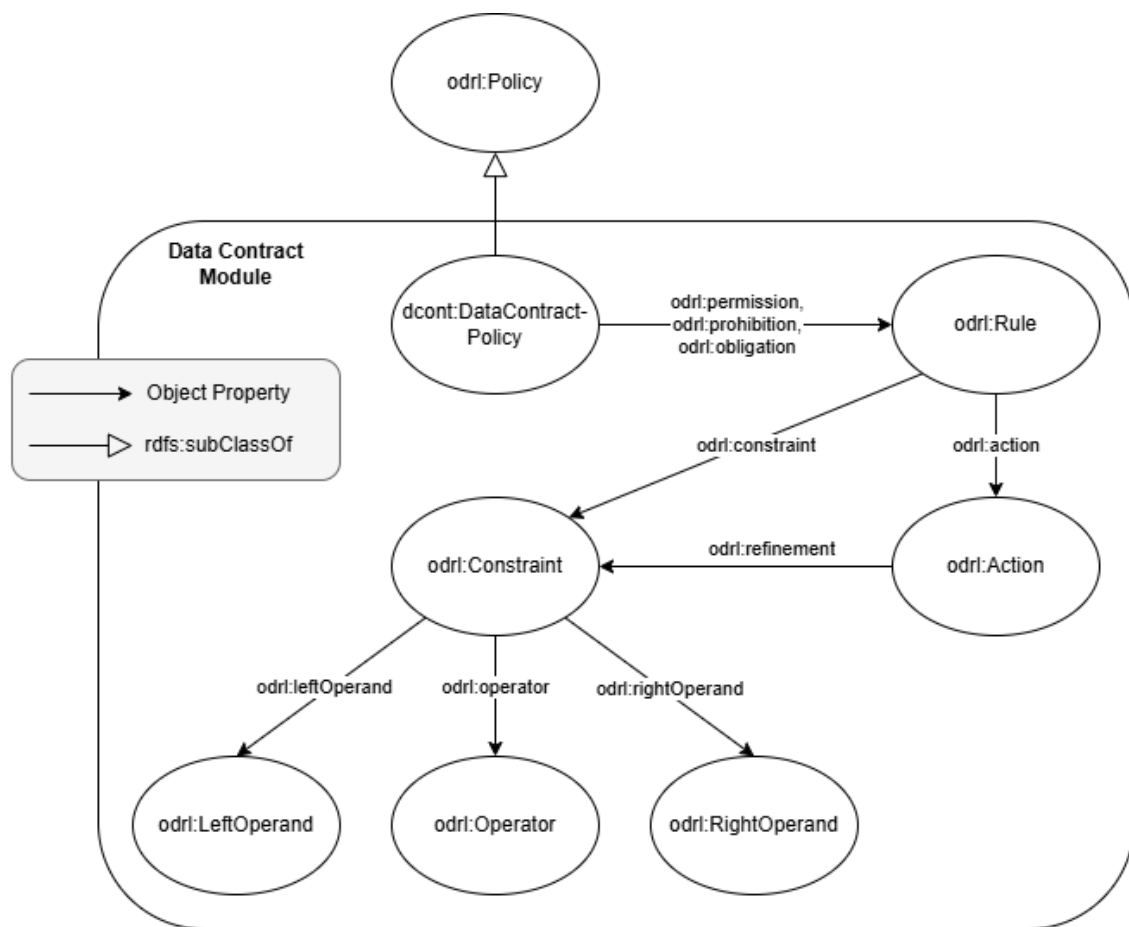 odrl:Policy
Data Contract
Module
dcont:DataContract-
Policy
odrl:permission,
odrl:prohibition,
odrl:obligation
odrl:Rule
Object Property
rdfs:subClassOf
odrl:constraint
odrl:action
odrl:Constraint
odrl:refinement
odrl:Action
odrl:leftOperand
odrl:operator
odrl:rightOperand
odrl:LeftOperand
odrl:Operator
odrl:RightOperand